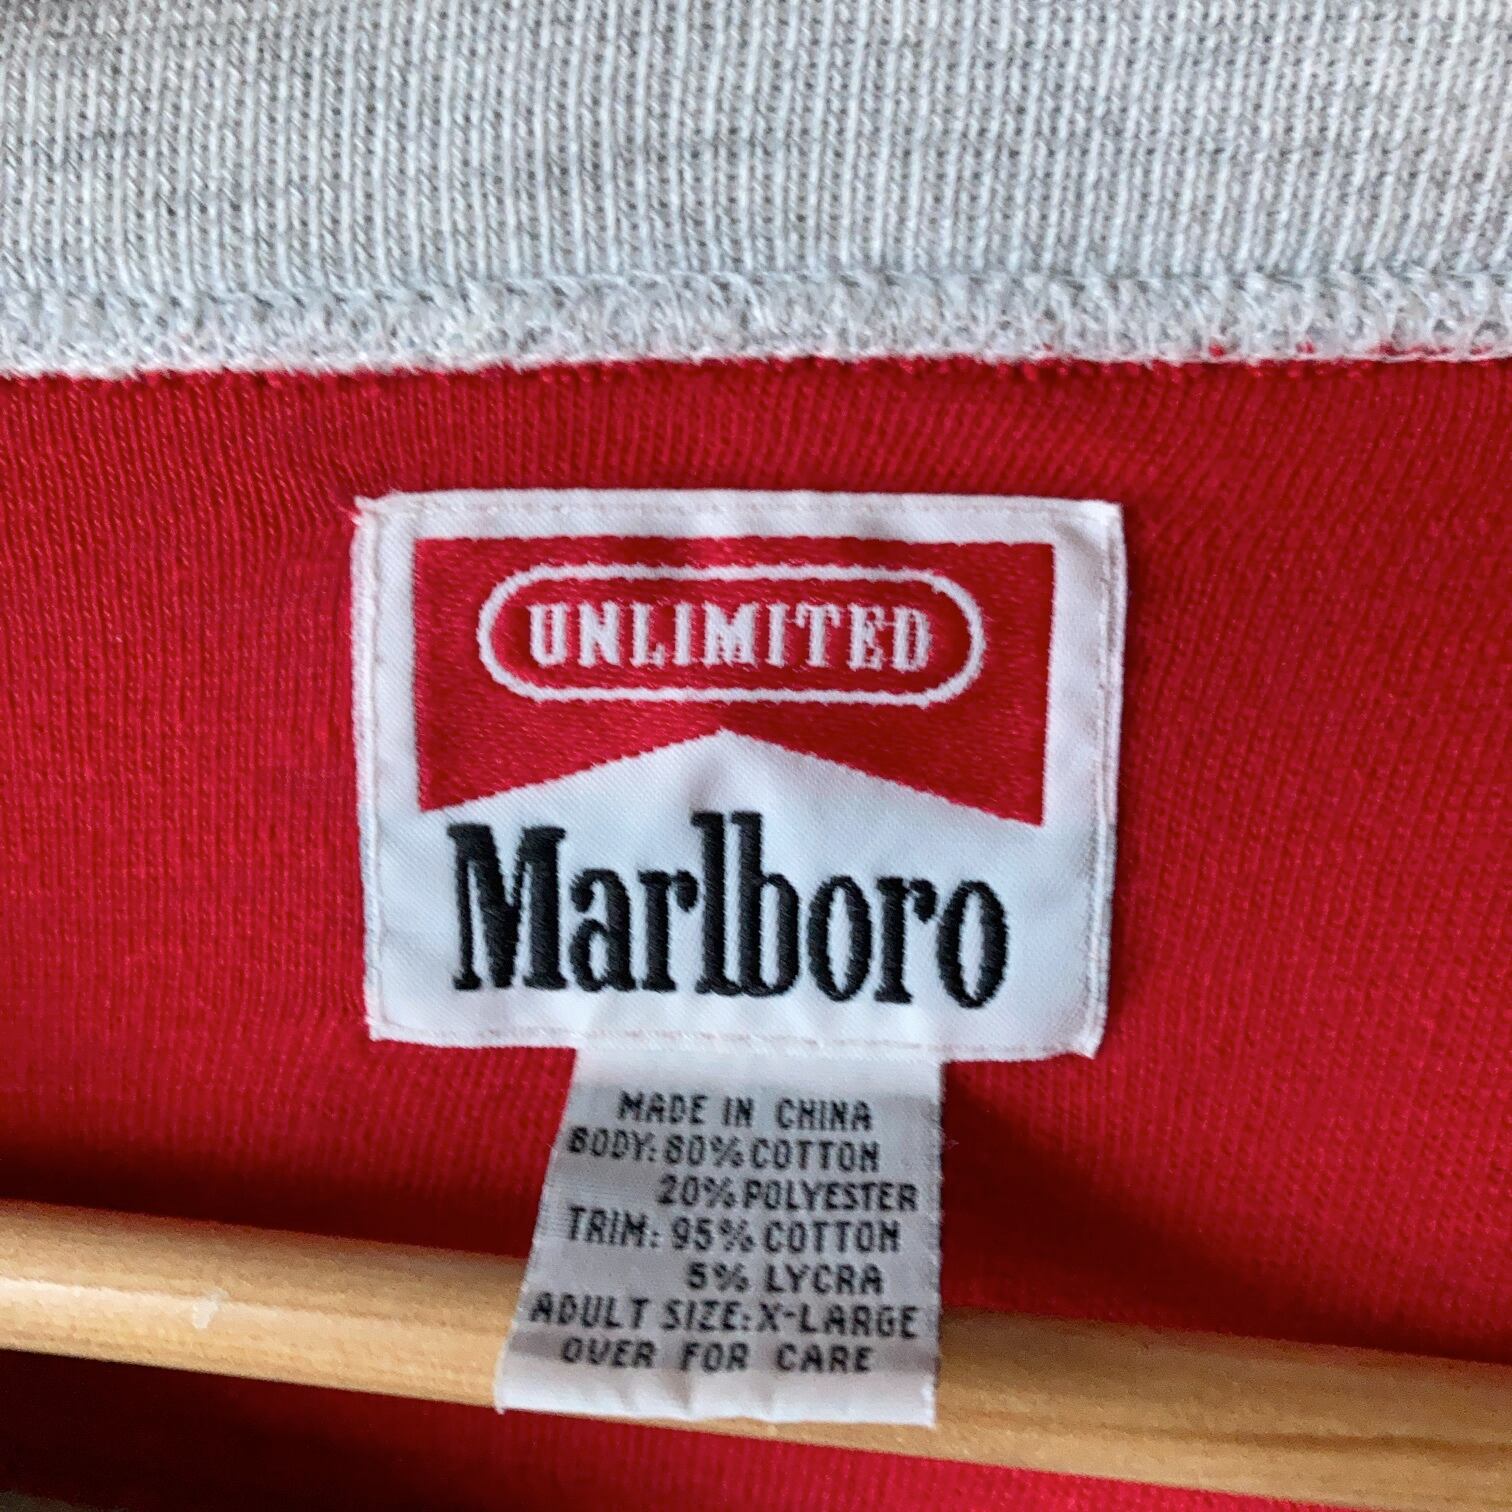 UNLIMITED
Marlboro
MADE IN CHINA
BODY: 80% COTTON
20% POLYESTER
TRIM: 95% COTTON
5% LYCRA
ADULT SIZE: X-LARGE
OVER FOR CARE